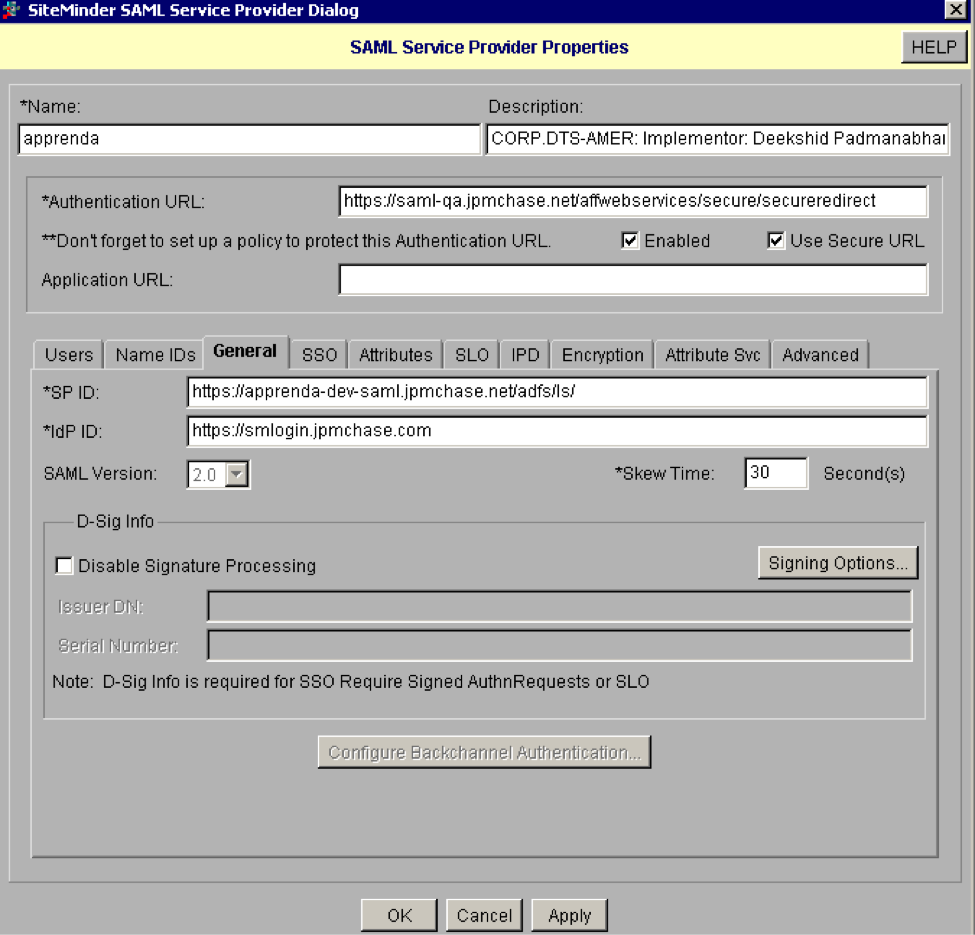 SiteMinder SAML Service Provider Dialog
SAML Service Provider Properties
HELP
*Name:
Description:
apprenda
CORP.DTS-AMER: Implementor: Deekshid Padmanabhar
*Authentication URL:
https://saml-qa.jpmchase.net/affwebservices/secure/secureredirect
**Don't forget to set up a policy to protect this Authentication URL.
Enabled
Use Secure URL
Application URL:
Users
Name IDs
General
SSO
Attributes
SLO
IPD
Encryption
Attribute Svc
Advanced
*SP ID:
https://apprenda-dev-saml.jpmchase.net/adfs/ls/
*IdP ID:
https://smlogin.jpmchase.com
SAML Version:
2.0
*Skew Time:
30
Second(s)
D-Sig Info
Disable Signature Processing
Signing Options...
Issuer DN:
Serial Number:
Note: D-Sig Info is required for SSO Require Signed AuthnRequests or SLO
Configure Backchannel Authentication...
OK
Cancel
Apply